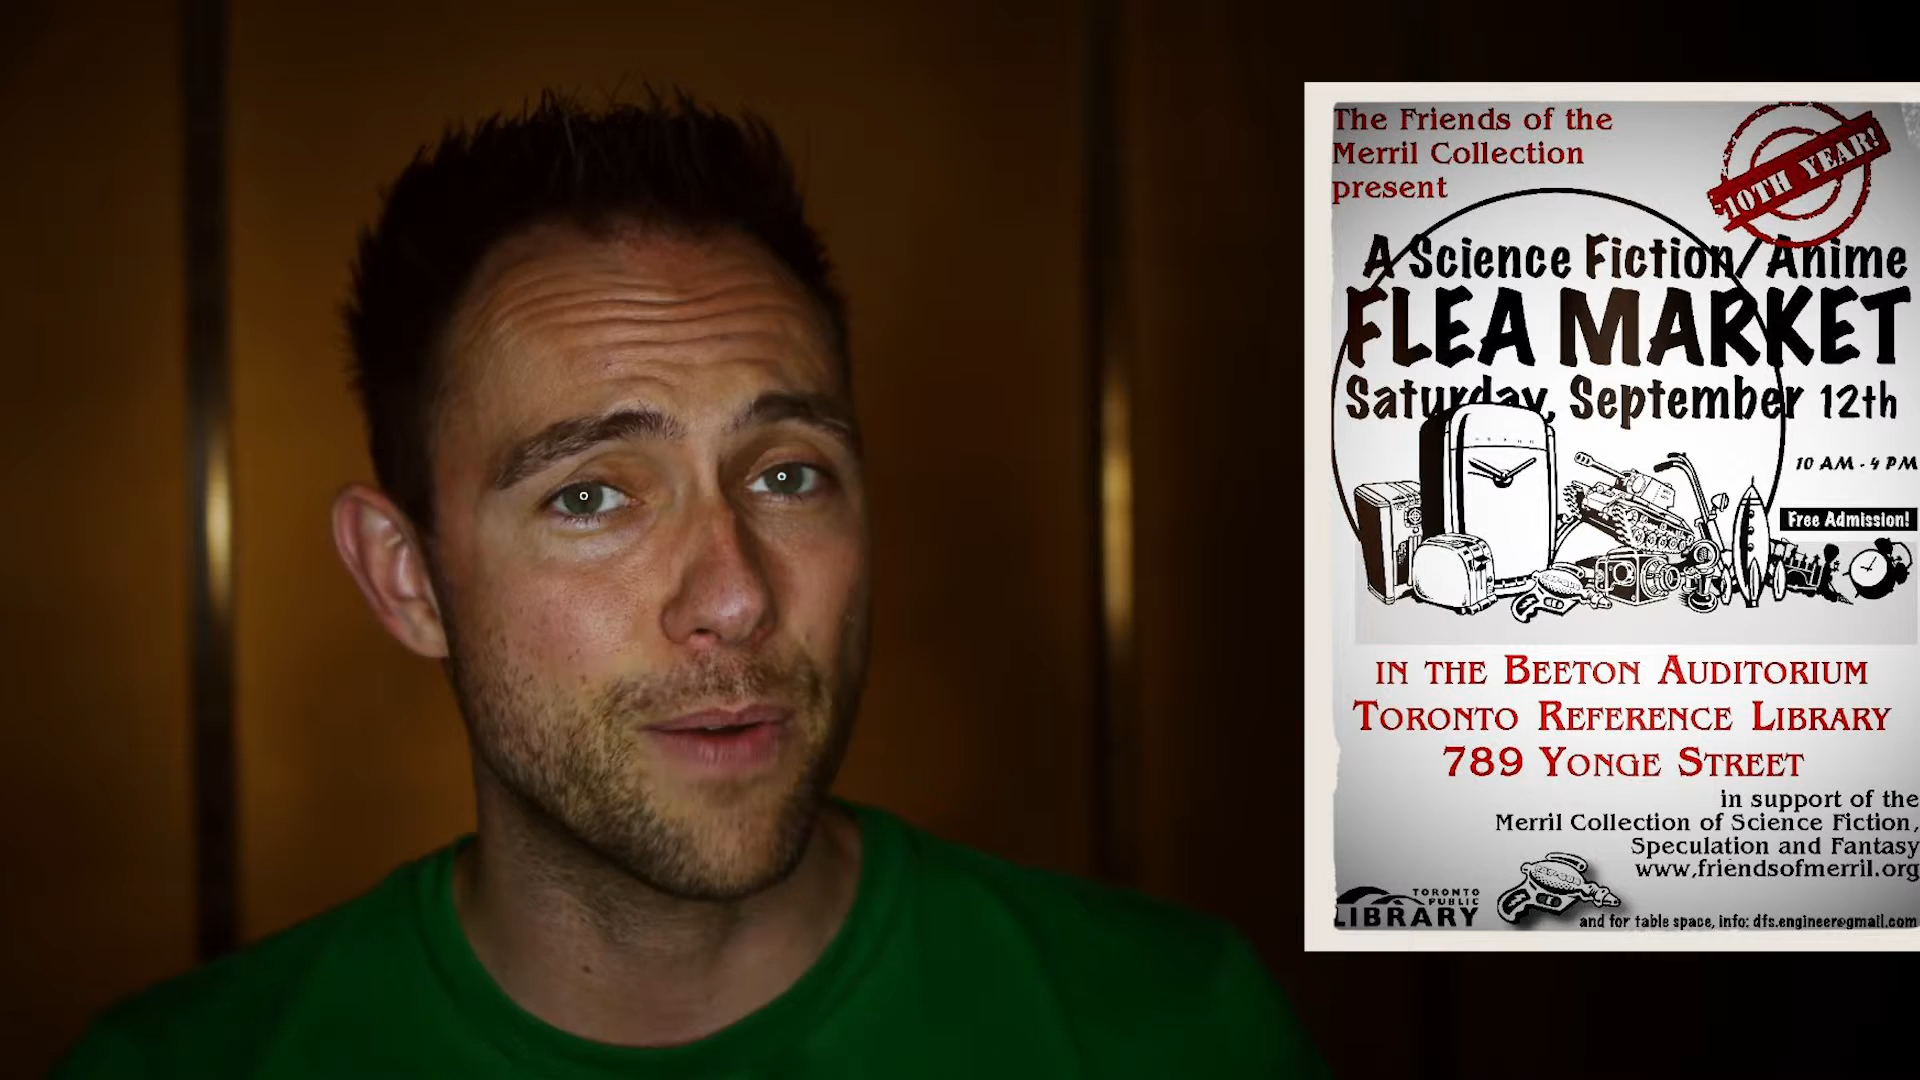 The Friends of the
Merril Collection
present
10TH YEAR!
A Science Fiction/Anime
FLEA MARKET
Saturday, September 12th
10 AM - 4 PM
Free Admission!
IN THE BEETON AUDITORIUM
TORONTO REFERENCE LIBRARY
789 YONGE STREET
in support of the
Merril Collection of Science Fiction,
Speculation and Fantasy
www.friendsofmerril.org
TORONTO
PUBLIC
LIBRARY
and for table space, info: dfs.engineer@gmail.com